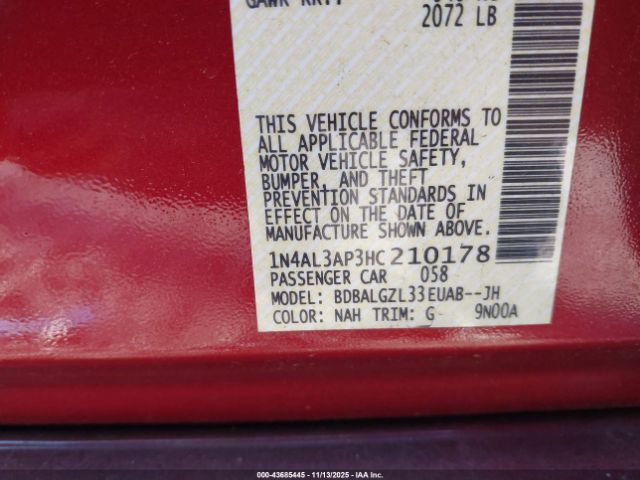 2072 LB
THIS VEHICLE CONFORMS TO
ALL APPLICABLE FEDERAL
MOTOR VEHICLE SAFETY,
BUMPER, AND THEFT
PREVENTION STANDARDS IN
EFFECT ON THE DATE OF
MANUFACTURE SHOWN ABOVE.
1N4AL3AP3HC210178
PASSENGER CAR 058
MODEL: BDBALGZL33EUAB--JH
COLOR: NAH TRIM: G 9N00A
000-43685445 - 11/13/2025 - IAAI.COM